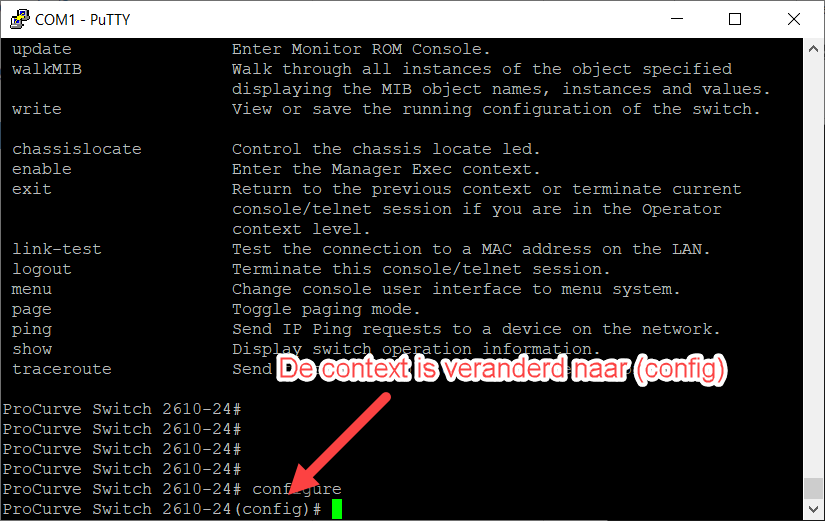 COM1 - PuTTY
update Enter Monitor ROM Console.
walkMIB Walk through all instances of the object specified
displaying the MIB object names, instances and values.
write View or save the running configuration of the switch.
chassislocate Control the chassis locate led.
enable Enter the Manager Exec context.
exit Return to the previous context or terminate current
console/telnet session if you are in the Operator
context level.
link-test Test the connection to a MAC address on the LAN.
logout Terminate this console/telnet session.
menu Change console user interface to menu system.
page Toggle paging mode.
ping Send IP Ping requests to a device on the network.
show Display switch operation information.
traceroute Send
De context is veranderd naar (config)
ProCurve Switch 2610-24#
ProCurve Switch 2610-24#
ProCurve Switch 2610-24#
ProCurve Switch 2610-24#
ProCurve Switch 2610-24# configure
ProCurve Switch 2610-24(config)#